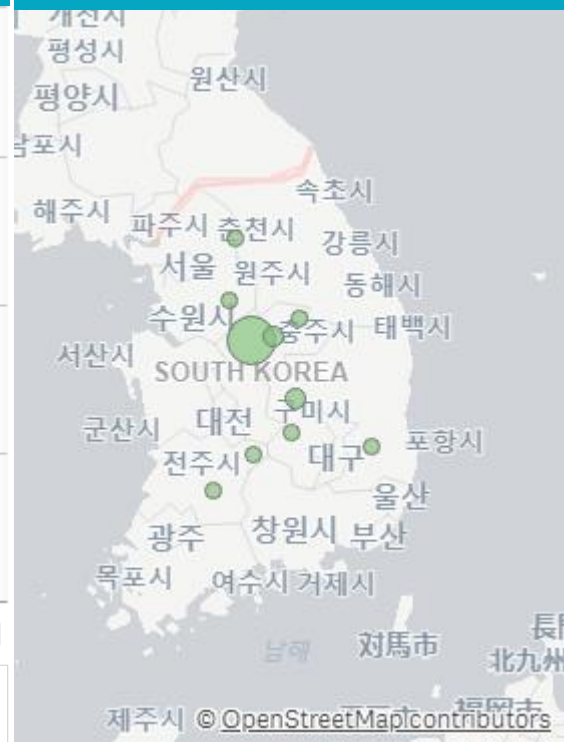 개천시
평성시
원산시
평양시
남포시
속초시
해주시
파주시
춘천시
강릉시
서울
원주시
동해시
수원시
충주시
태백시
서산시
SOUTH KOREA
대전
구미시
군산시
포항시
전주시
대구
울산
광주
창원시
부산
목포시
여수시
거제시
남해
対馬市
北九州
제주시
© OpenStreetMap contributors